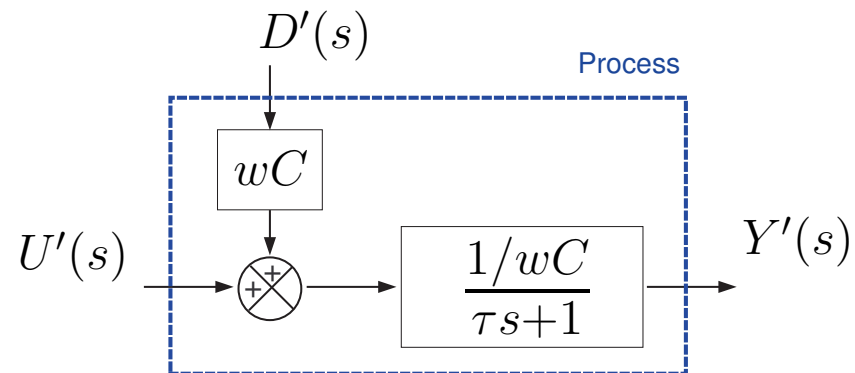 D′(s)
Process
wC
U′(s)
+
+
1/wC
τs+1
Y′(s)